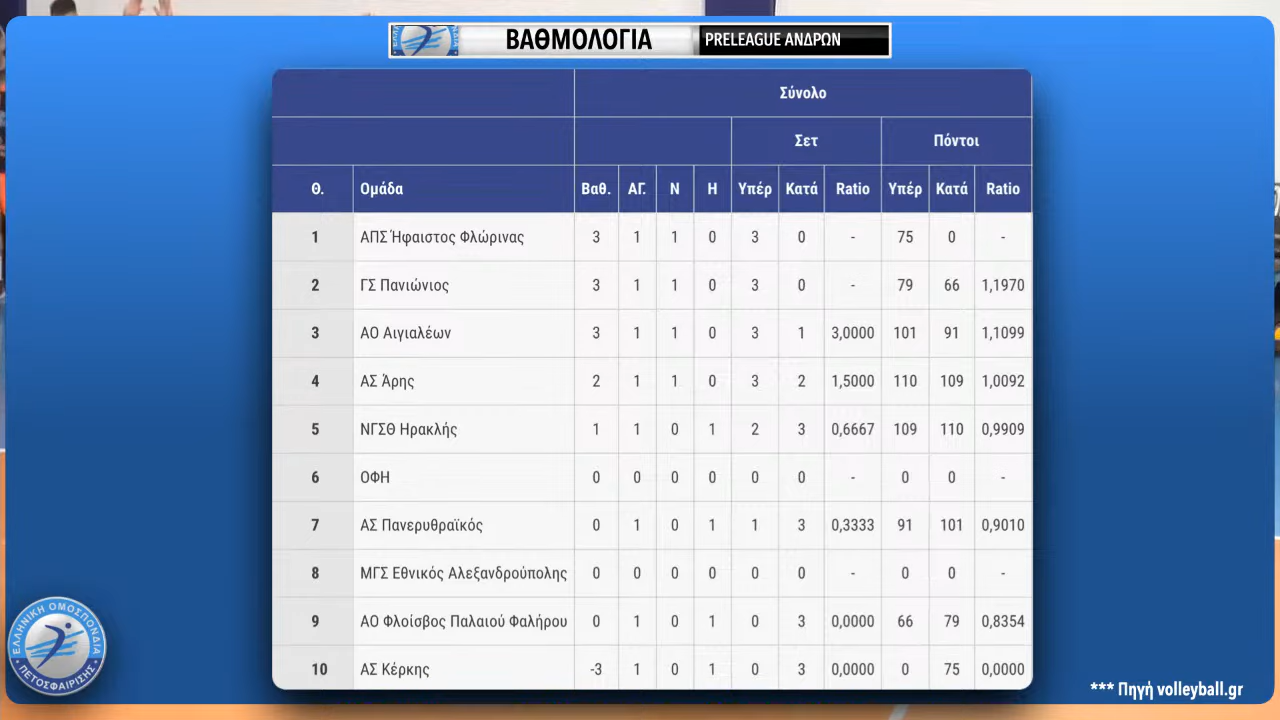 ΒΑΘΜΟΛΟΓΙΑ PRELEAGUE ΑΝΔΡΩΝ
Σύνολο
Σετ Πόντοι
Θ. Ομάδα Βαθ. ΑΓ. Ν Η Υπέρ Κατά Ratio Υπέρ Κατά Ratio
1 ΑΠΣ Ήφαιστος Φλώρινας 3 1 1 0 3 0 - 75 0 -
2 ΓΣ Πανιώνιος 3 1 1 0 3 0 - 79 66 1,1970
3 ΑΟ Αιγιαλέων 3 1 1 0 3 1 3,0000 101 91 1,1099
4 ΑΣ Άρης 2 1 1 0 3 2 1,5000 110 109 1,0092
5 ΝΓΣΘ Ηρακλής 1 1 0 1 2 3 0,6667 109 110 0,9909
6 ΟΦΗ 0 0 0 0 0 0 - 0 0 -
7 ΑΣ Πανερυθραϊκός 0 1 0 1 1 3 0,3333 91 101 0,9010
8 ΜΓΣ Εθνικός Αλεξανδρούπολης 0 0 0 0 0 0 - 0 0 -
9 ΑΟ Φλοίσβος Παλαιού Φαλήρου 0 1 0 1 0 3 0,0000 66 79 0,8354
10 ΑΣ Κέρκης -3 1 0 1 0 3 0,0000 0 75 0,0000
ΕΛΛΗΝΙΚΗ ΟΜΟΣΠΟΝΔΙΑ
ΠΕΤΟΣΦΑΙΡΙΣΗΣ
*** Πηγή volleyball.gr